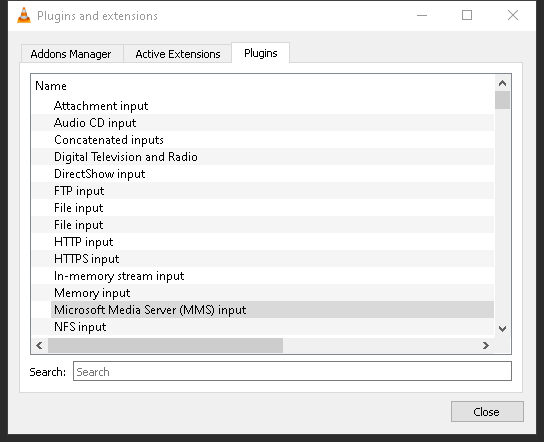 Plugins and extensions
Addons Manager Active Extensions Plugins
Name
Attachment input
Audio CD input
Concatenated inputs
Digital Television and Radio
DirectShow input
FTP input
File input
File input
HTTP input
HTTPS input
In-memory stream input
Memory input
Microsoft Media Server (MMS) input
NFS input
Search: Search
Close